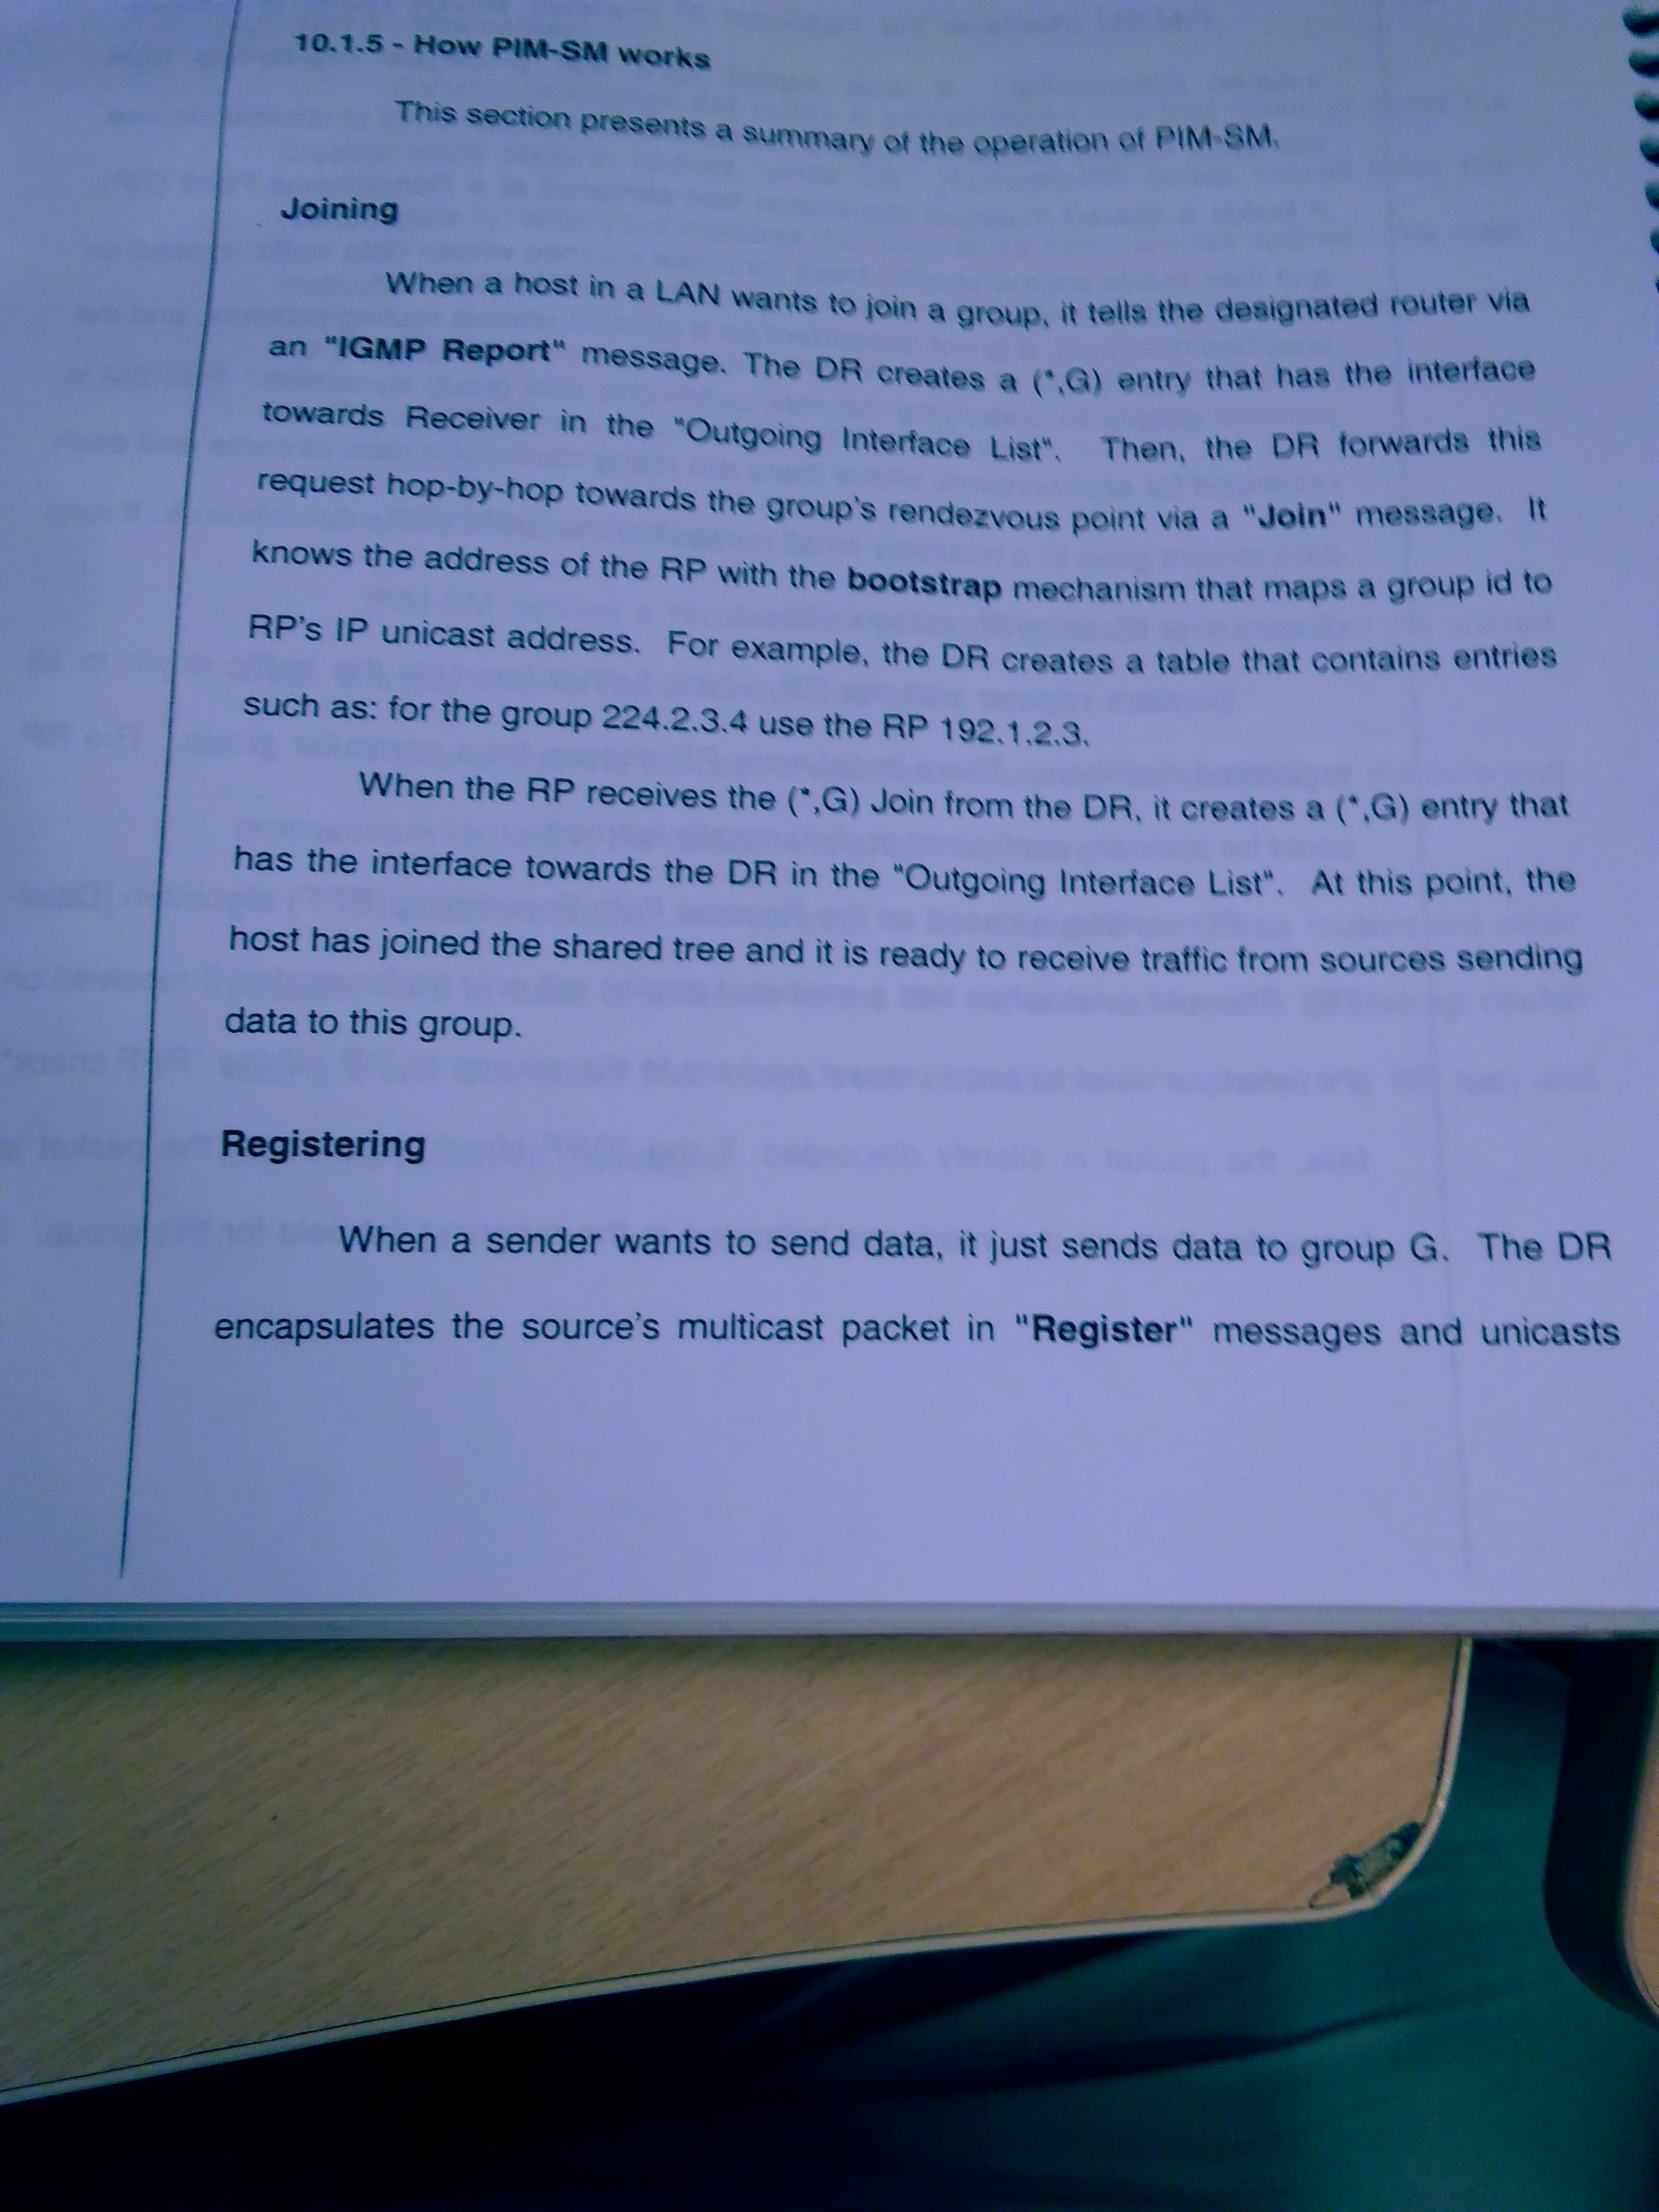 10.1.5 - How PIM-SM works
This section presents a summary of the operation of PIM-SM.
Joining
When a host in a LAN wants to join a group, it tells the designated router via
an "IGMP Report" message. The DR creates a (*,G) entry that has the interface
towards Receiver in the "Outgoing Interface List". Then, the DR forwards this
request hop-by-hop towards the group's rendezvous point via a "Join" message. It
knows the address of the RP with the bootstrap mechanism that maps a group id to
RP's IP unicast address. For example, the DR creates a table that contains entries
such as: for the group 224.2.3.4 use the RP 192.1.2.3.
When the RP receives the (*,G) Join from the DR, it creates a (*,G) entry that
has the interface towards the DR in the "Outgoing Interface List". At this point, the
host has joined the shared tree and it is ready to receive traffic from sources sending
data to this group.
Registering
When a sender wants to send data, it just sends data to group G. The DR
encapsulates the source's multicast packet in "Register" messages and unicasts